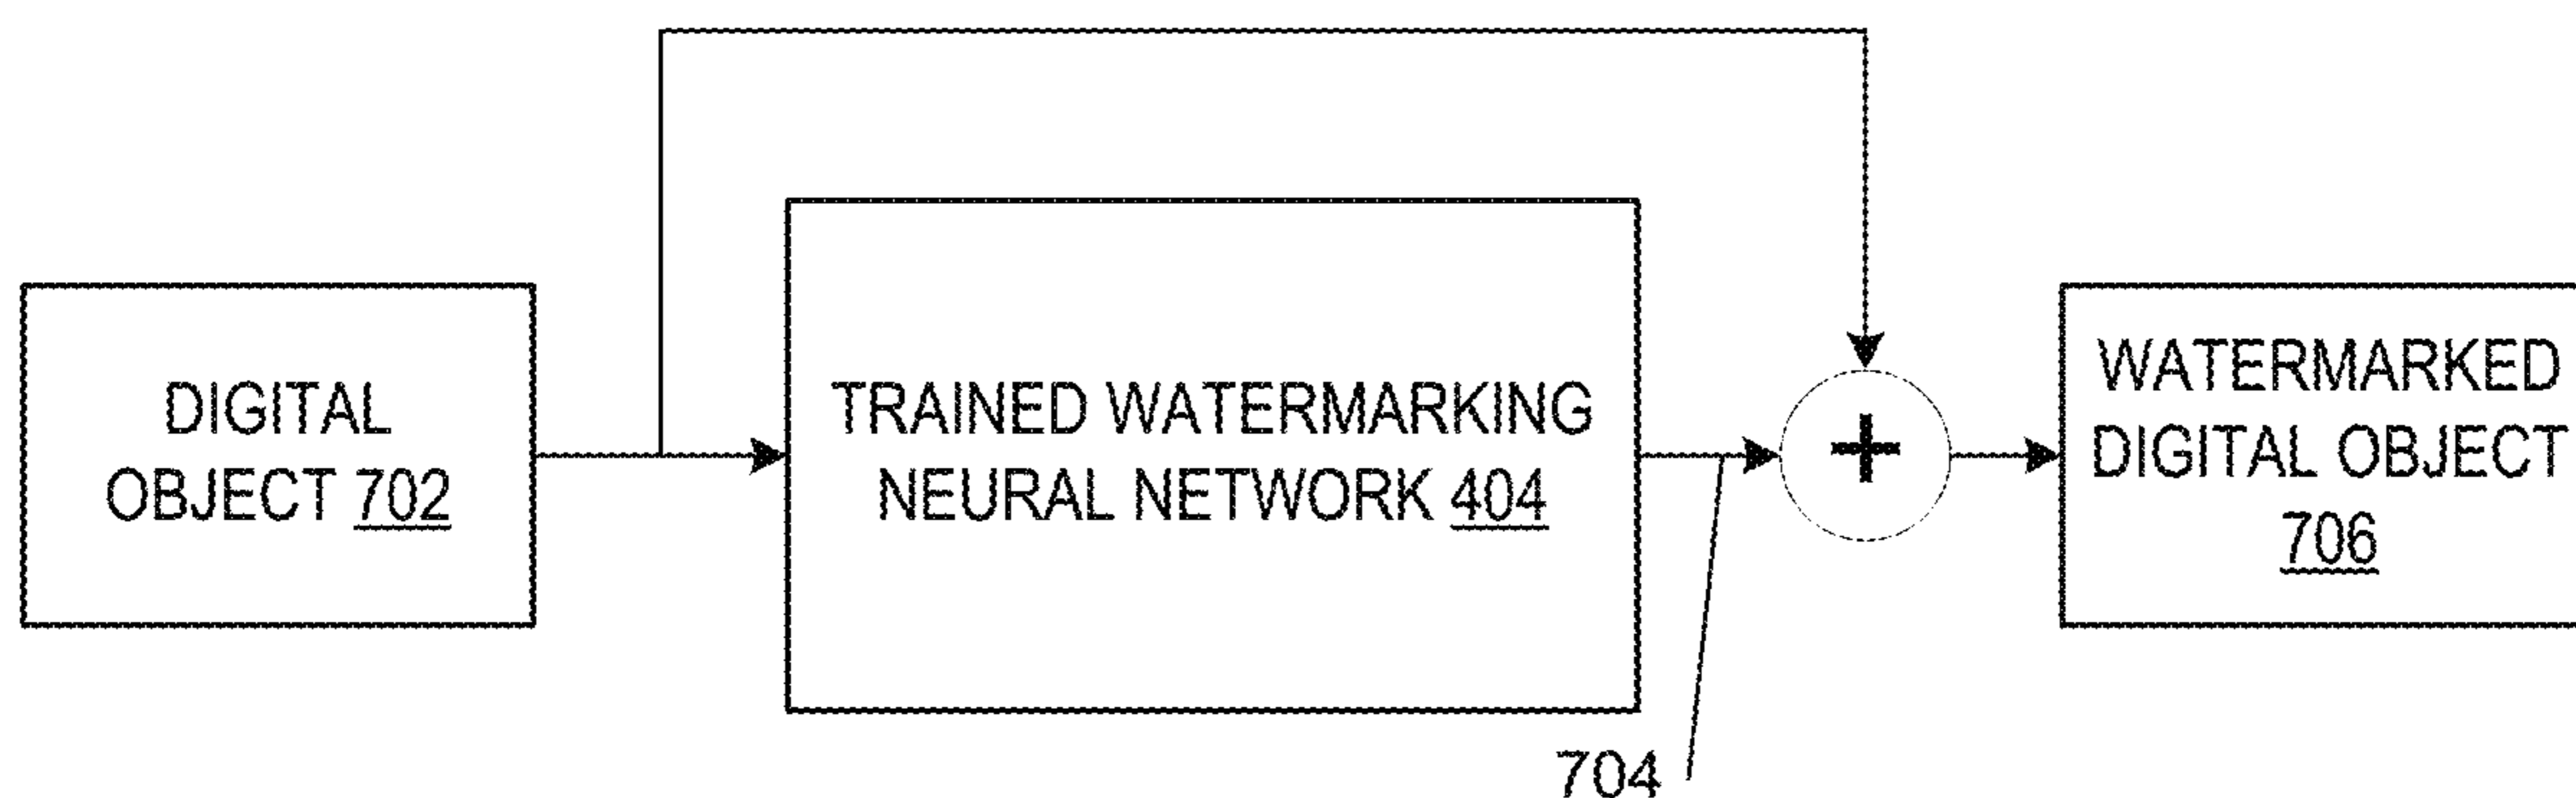 DIGITAL
OBJECT 702
TRAINED WATERMARKING
NEURAL NETWORK 404
+
WATERMARKED
DIGITAL OBJECT
706
704